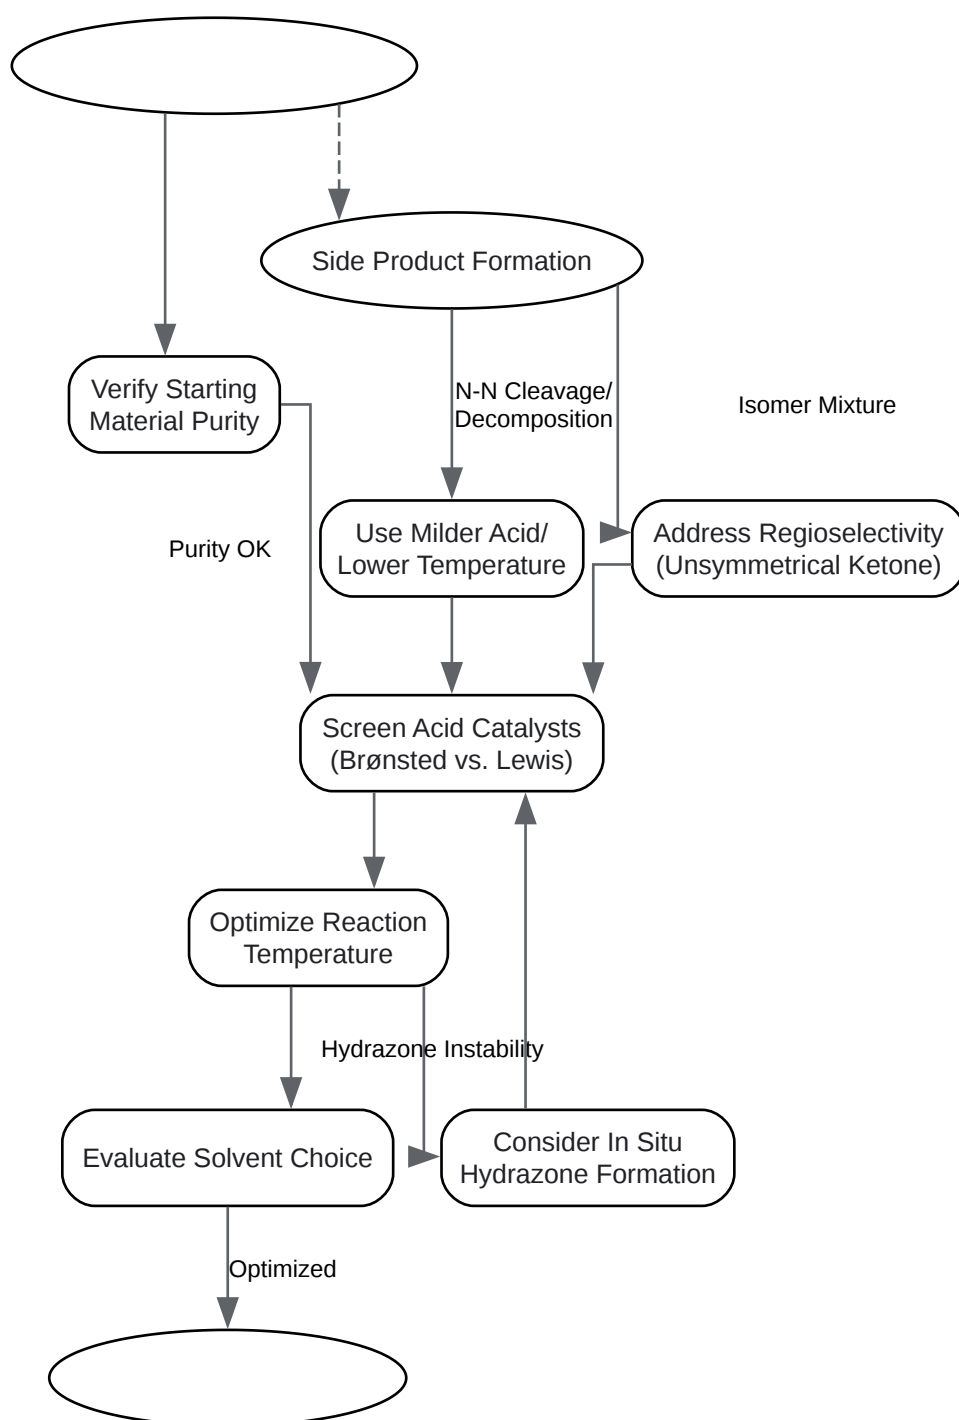 Side Product Formation
Verify Starting
Material Purity
N-N Cleavage/
Decomposition
Isomer Mixture
Purity OK
Use Milder Acid/
Lower Temperature
Address Regioselectivity
(Unsymmetrical Ketone)
Screen Acid Catalysts
(Brønsted vs. Lewis)
Optimize Reaction
Temperature
Hydrazone Instability
Evaluate Solvent Choice
Consider In Situ
Hydrazone Formation
Optimized